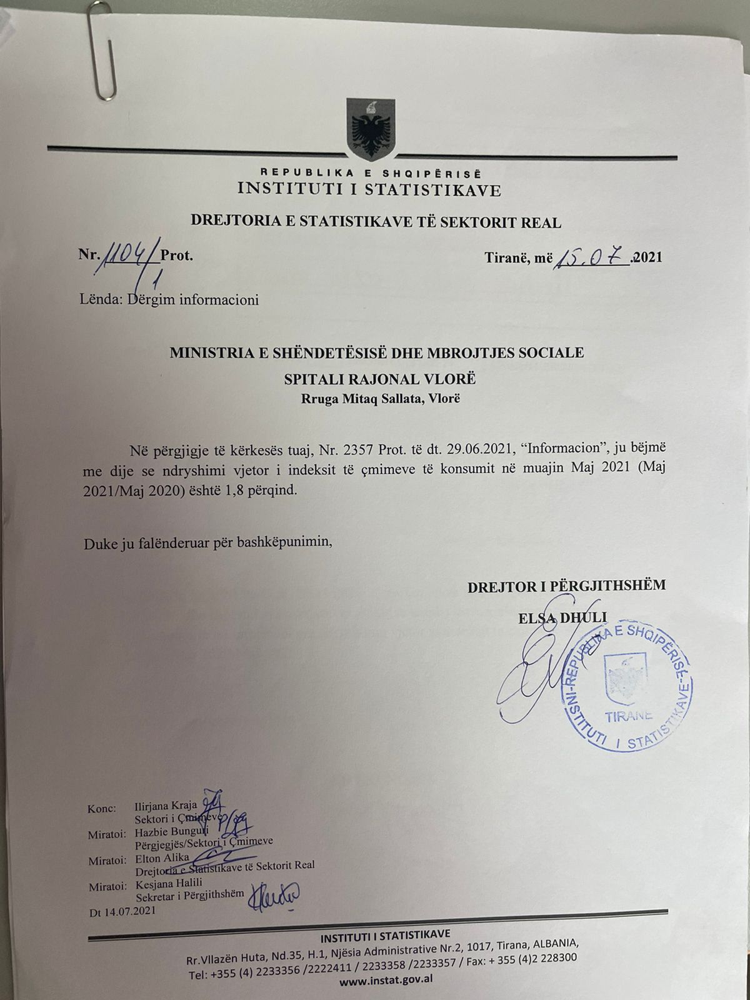 REPUBLIKA E SHQIPËRISË
INSTITUTI I STATISTIKAVE
DREJTORIA E STATISTIKAVE TË SEKTORIT REAL
Nr. 1104/1 Prot.
Tiranë, më 15.07.2021
Lënda: Dërgim informacioni
MINISTRIA E SHËNDETËSISË DHE MBROJTJES SOCIALE
SPITALI RAJONAL VLORË
Rruga Mitaq Sallata, Vlorë
Në përgjigje të kërkesës tuaj, Nr. 2357 Prot. të dt. 29.06.2021, “Informacion”, ju bëjmë
me dije se ndryshimi vjetor i indeksit të çmimeve të konsumit në muajin Maj 2021 (Maj
2021/Maj 2020) është 1,8 përqind.
Duke ju falënderuar për bashkëpunimin,
DREJTOR I PËRGJITHSHËM
ELSA DHULI
REPUBLIKA E SHQIPËRISË-
INSTITUTI I STATISTIKAVE-
TIRANË
Konc: Ilirjana Kraja
Sektori i Çmimeve
Miratoi: Hazbie Bunguri
Përgjegjës/Sektori i Çmimeve
Miratoi: Elton Alika
Drejtoria e Statistikave të Sektorit Real
Miratoi: Kesjana Halili
Sekretar i Përgjithshëm
Dt 14.07.2021
INSTITUTI I STATISTIKAVE
Rr.Vllazën Huta, Nd.35, H.1, Njësia Administrative Nr.2, 1017, Tirana, ALBANIA,
Tel: +355 (4) 2233356 /2222411 / 2233358 /2233357 / Fax: + 355 (4)2 228300
www.instat.gov.al